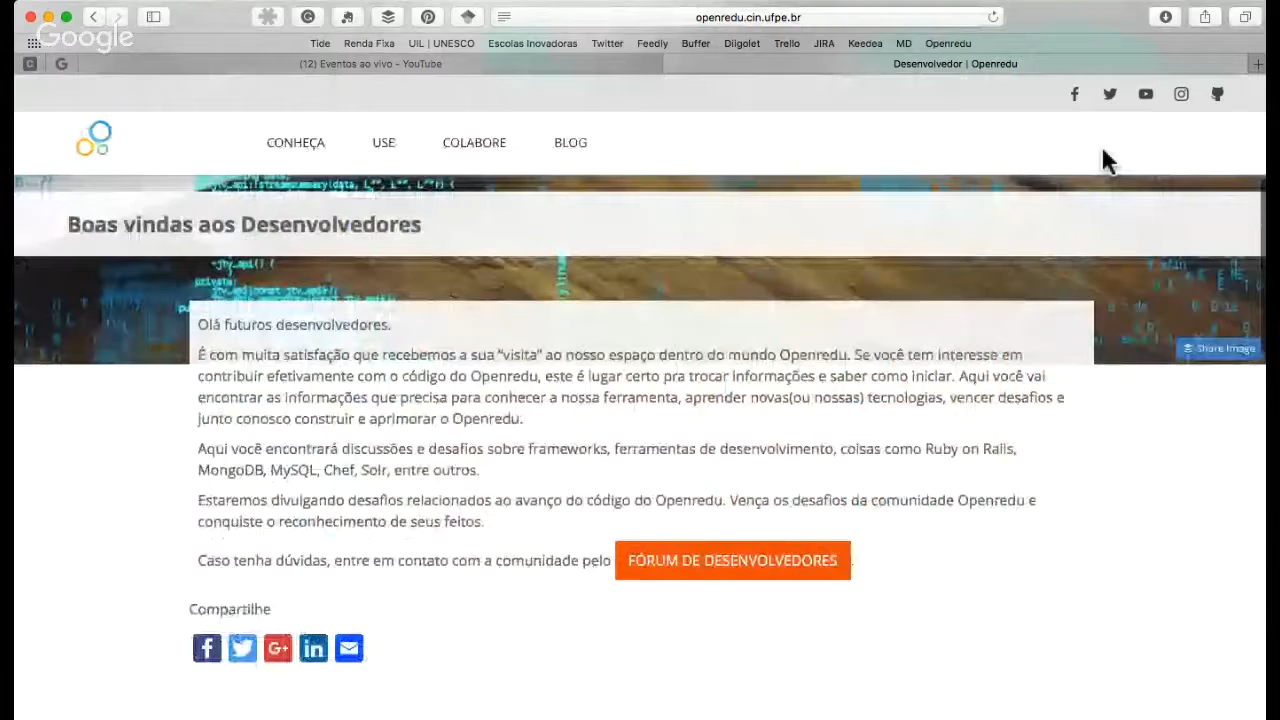 openredu.cin.ufpe.br
Google
Tide Renda Fixa UIL | UNESCO Escolas Inovadoras Twitter Feedly Buffer Diigolet Trello JIRA Keedea MD Openredu
(12) Eventos ao vivo - YouTube Desenvolvedor | Openredu
CONHEÇA USE COLABORE BLOG
Boas vindas aos Desenvolvedores
Share Image
Olá futuros desenvolvedores.
É com muita satisfação que recebemos a sua "visita" ao nosso espaço dentro do mundo Openredu. Se você tem interesse em
contribuir efetivamente com o código do Openredu, este é lugar certo pra trocar informações e saber como iniciar. Aqui você vai
encontrar as informações que precisa para conhecer a nossa ferramenta, aprender novas(ou nossas) tecnologias, vencer desafios e
junto conosco construir e aprimorar o Openredu.
Aqui você encontrará discussões e desafios sobre frameworks, ferramentas de desenvolvimento, coisas como Ruby on Rails,
MongoDB, MySQL, Chef, Solr, entre outros.
Estaremos divulgando desafios relacionados ao avanço do código do Openredu. Vença os desafios da comunidade Openredu e
conquiste o reconhecimento de seus feitos.
Caso tenha dúvidas, entre em contato com a comunidade pelo FÓRUM DE DESENVOLVEDORES .
Compartilhe